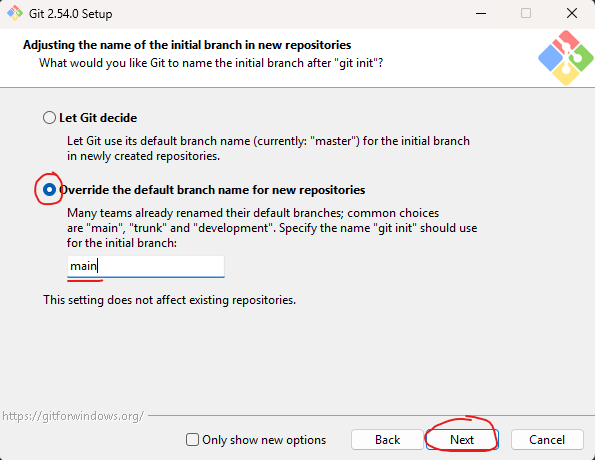 Git 2.54.0 Setup
Adjusting the name of the initial branch in new repositories
What would you like Git to name the initial branch after "git init"?
Let Git decide
Let Git use its default branch name (currently: "master") for the initial branch
in newly created repositories.
Override the default branch name for new repositories
Many teams already renamed their default branches; common choices
are "main", "trunk" and "development". Specify the name "git init" should use
for the initial branch:
main
This setting does not affect existing repositories.
https://gitforwindows.org/
Only show new options
Back
Next
Cancel